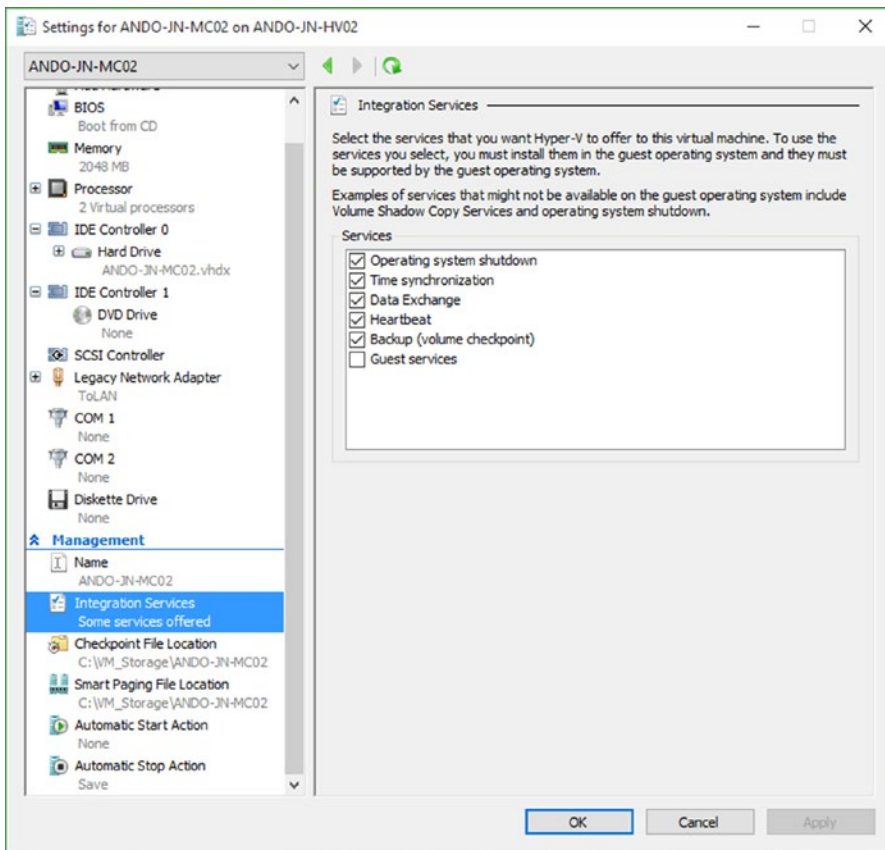 Settings for ANDO-JN-MC02 on ANDO-JN-HV02
ANDO-JN-MC02
BIOS
Boot from CD
Memory
2048 MB
Processor
2 Virtual processors
IDE Controller 0
Hard Drive
ANDO-JN-MC02.vhdx
IDE Controller 1
DVD Drive
None
SCSI Controller
Legacy Network Adapter
ToLAN
COM 1
None
COM 2
None
Diskette Drive
None
Management
Name
ANDO-JN-MC02
Integration Services
Some services offered
Checkpoint File Location
C:\VM_Storage\ANDO-JN-MC02
Smart Paging File Location
C:\VM_Storage\ANDO-JN-MC02
Automatic Start Action
None
Automatic Stop Action
Save
Integration Services
Select the services that you want Hyper-V to offer to this virtual machine. To use the
services you select, you must install them in the guest operating system and they must
be supported by the guest operating system.
Examples of services that might not be available on the guest operating system include
Volume Shadow Copy Services and operating system shutdown.
Services
Operating system shutdown
Time synchronization
Data Exchange
Heartbeat
Backup (volume checkpoint)
Guest services
OK
Cancel
Apply